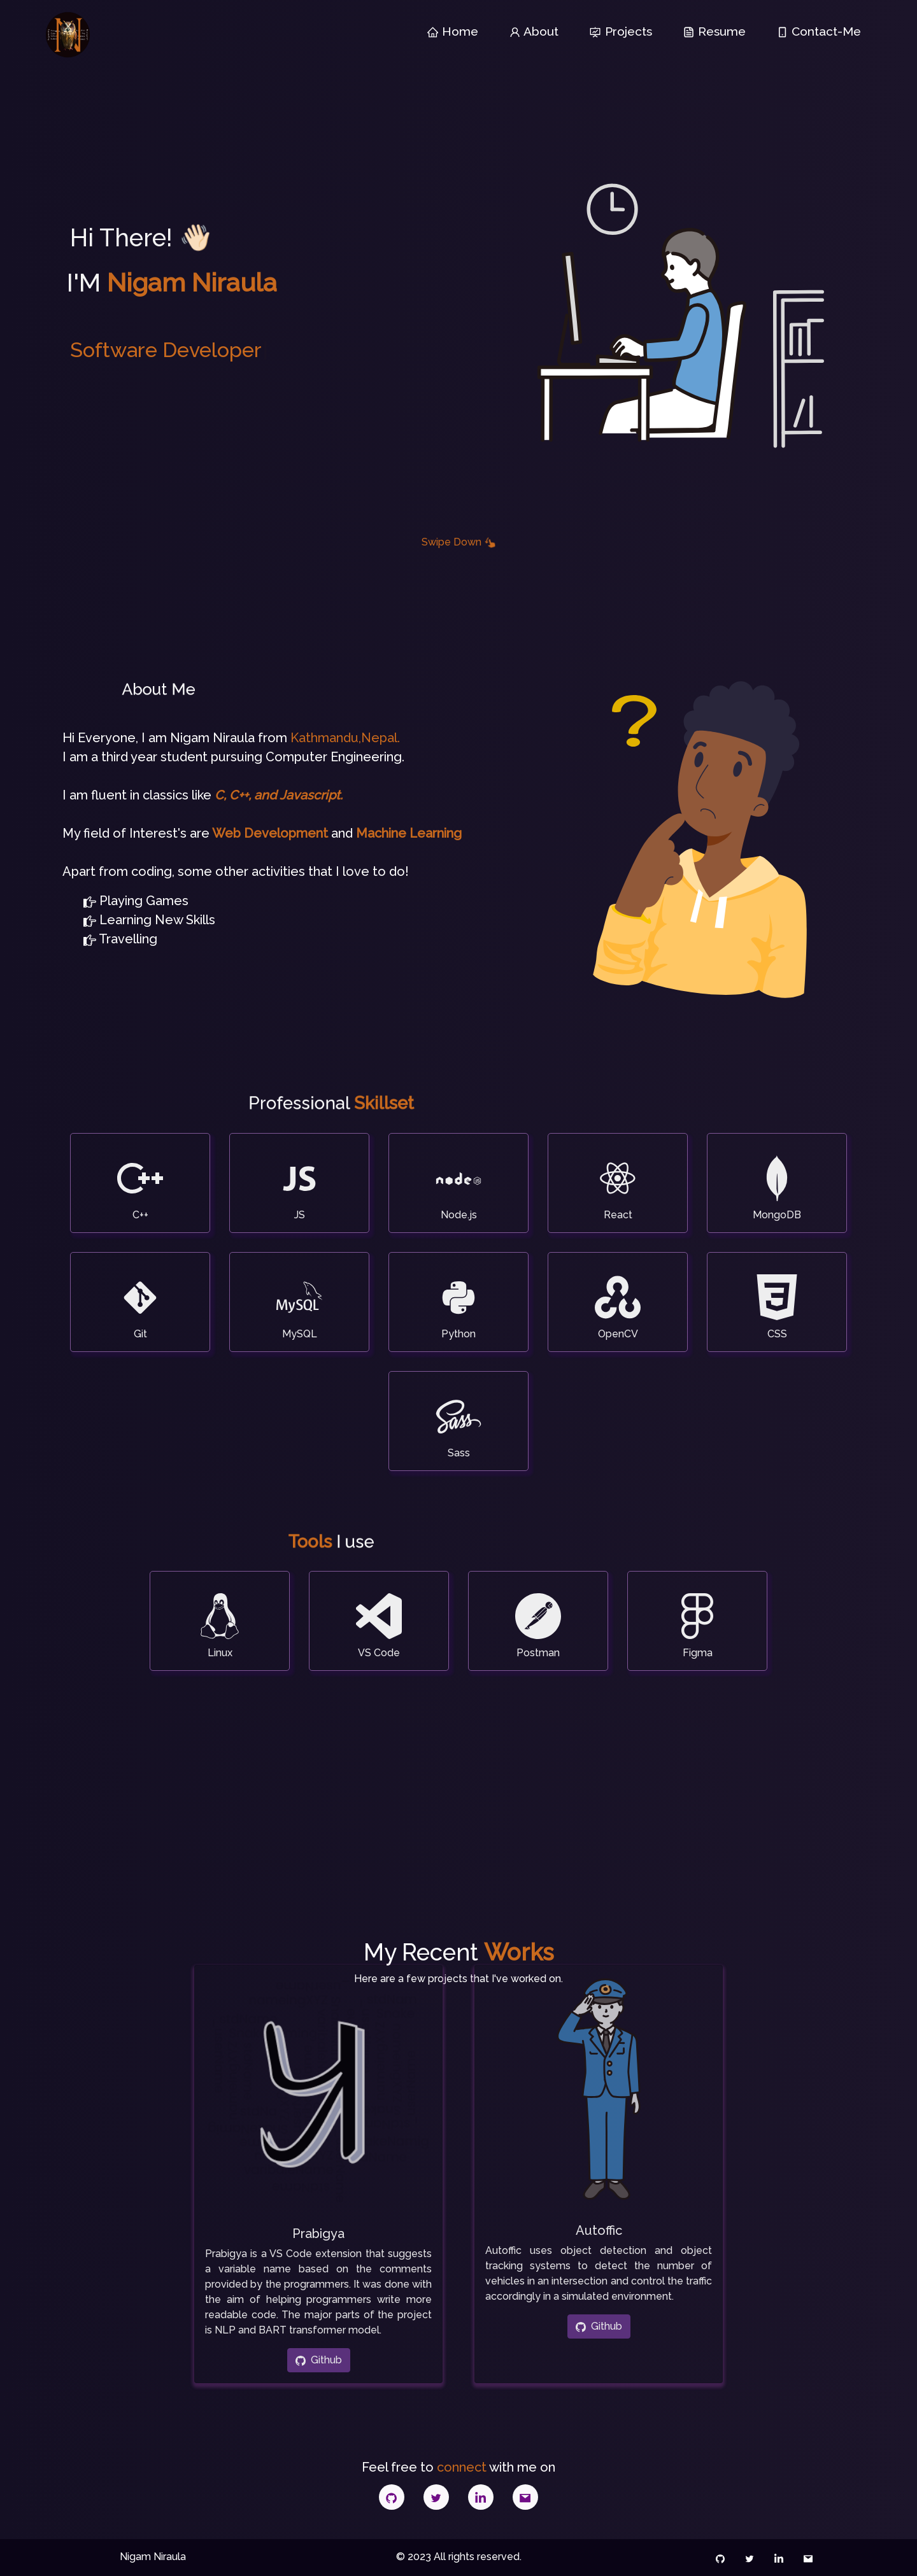 Home About Projects Resume Contact-Me
Hi There! 👋🏻
I'M Nigam Niraula
Software Developer
Swipe Down
About Me
Hi Everyone, I am Nigam Niraula from Kathmandu,Nepal.
I am a third year student pursuing Computer Engineering.
I am fluent in classics like C, C++, and Javascript.
My field of Interest's are Web Development and Machine Learning
Apart from coding, some other activities that I love to do!
Playing Games
Learning New Skills
Travelling
?
Professional Skillset
C++ JS node JS
C++ JS Node.js React MongoDB
MySQL
Git MySQL Python OpenCV CSS
Sass
Sass
Tools I use
Linux VS Code Postman Figma
My Recent Works
Here are a few projects that I've worked on.
Prabigya
Prabigya is a VS Code extension that suggests
a variable name based on the comments
provided by the programmers. It was done with
the aim of helping programmers write more
readable code. The major parts of the project
is NLP and BART transformer model.
Github
Autoffic
Autoffic uses object detection and object
tracking systems to detect the number of
vehicles in an intersection and control the traffic
accordingly in a simulated environment.
Github
Feel free to connect with me on
in
Nigam Niraula © 2023 All rights reserved. in